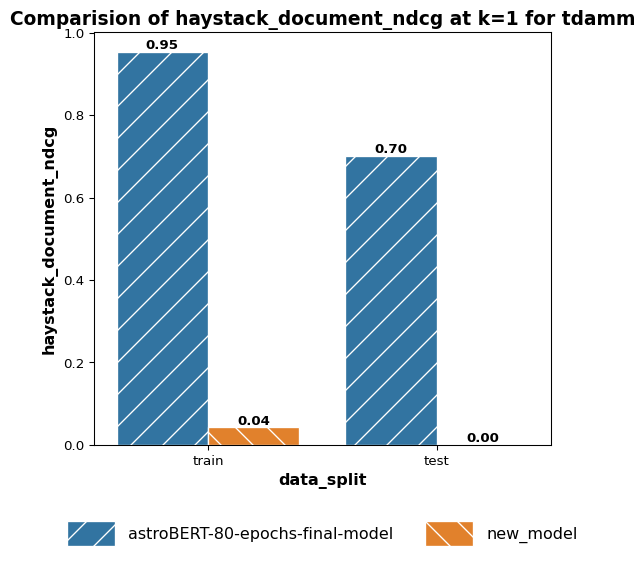 Comparision of haystack_document_ndcg at k=1 for tdamm
1.0
0.8
0.6
0.4
0.2
0.0
haystack_document_ndcg
0.95
0.04
0.70
0.00
train
test
data_split
astroBERT-80-epochs-final-model
new_model